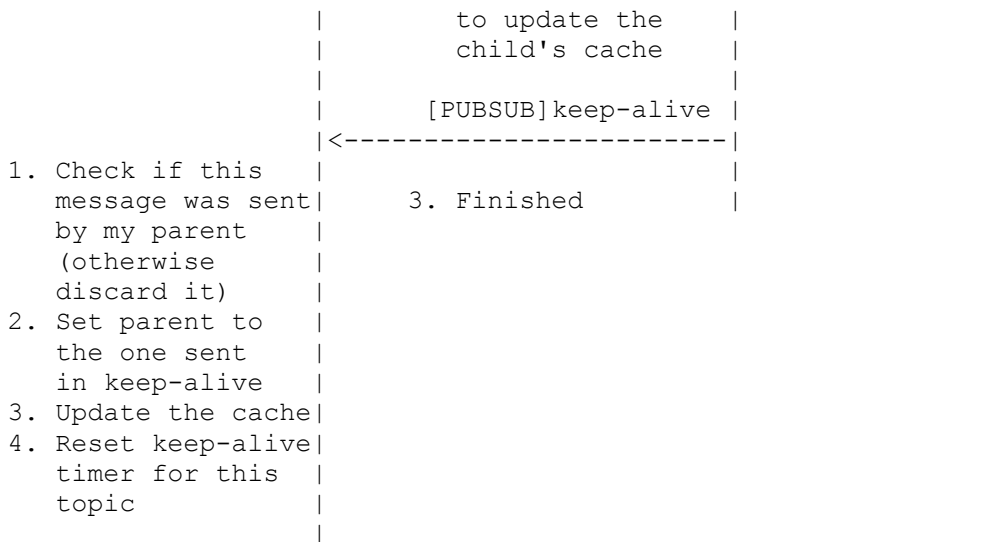 |        to update the    |
                    |        child's cache    |
                    |                         |
                    |      [PUBSUB]keep-alive |
                    |<------------------------|
1. Check if this    |                         |
   message was sent|     3. Finished         |
   by my parent     |
   (otherwise       |
   discard it)      |
2. Set parent to    |
   the one sent     |
   in keep-alive    |
3. Update the cache|
4. Reset keep-alive|
   timer for this   |
   topic            |
                    |